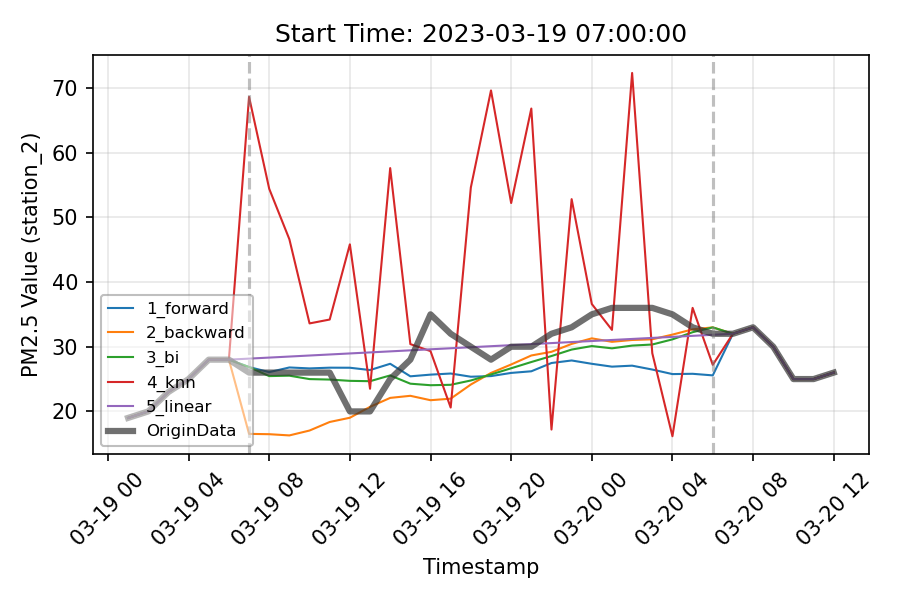 Start Time: 2023-03-19 07:00:00
PM2.5 Value (station_2)
70
60
50
40
30
20
1_forward
2_backward
3_bi
4_knn
5_linear
OriginData
03-19 00
03-19 04
03-19 08
03-19 12
03-19 16
03-19 20
03-20 00
03-20 04
03-20 08
03-20 12
Timestamp